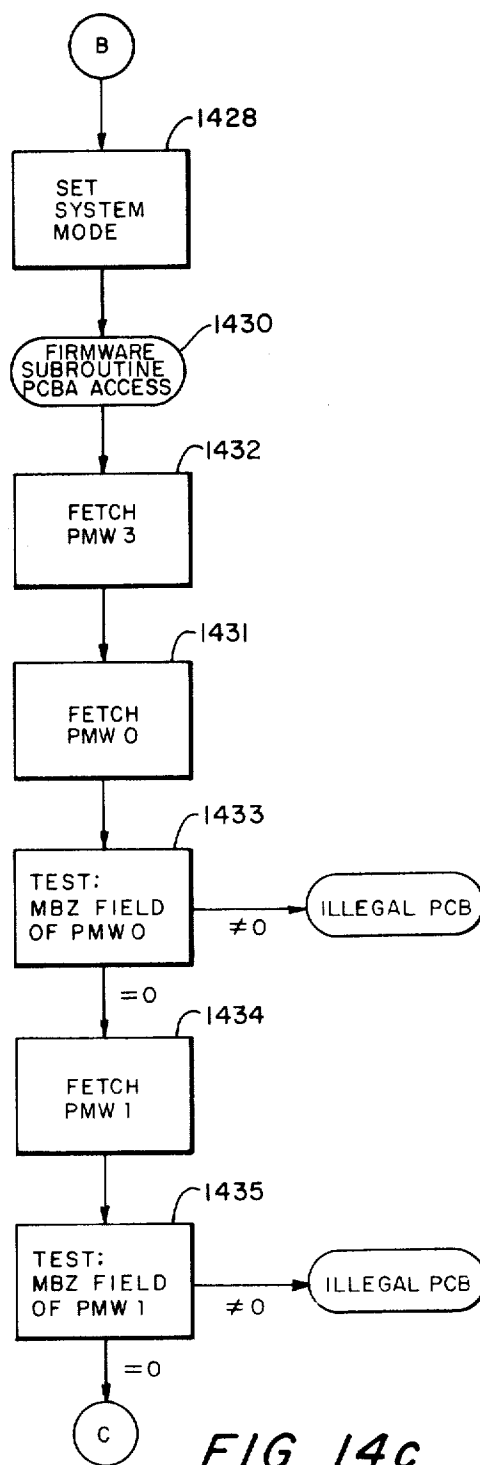 B
1428
SET
SYSTEM
MODE
1430
FIRMWARE
SUBROUTINE
PCBA ACCESS
1432
FETCH
PMW 3
1431
FETCH
PMW 0
1433
TEST:
MBZ FIELD
OF PMW 0
≠0
ILLEGAL PCB
=0
1434
FETCH
PMW 1
1435
TEST:
MBZ FIELD
OF PMW 1
≠0
ILLEGAL PCB
=0
C
FIG 14c